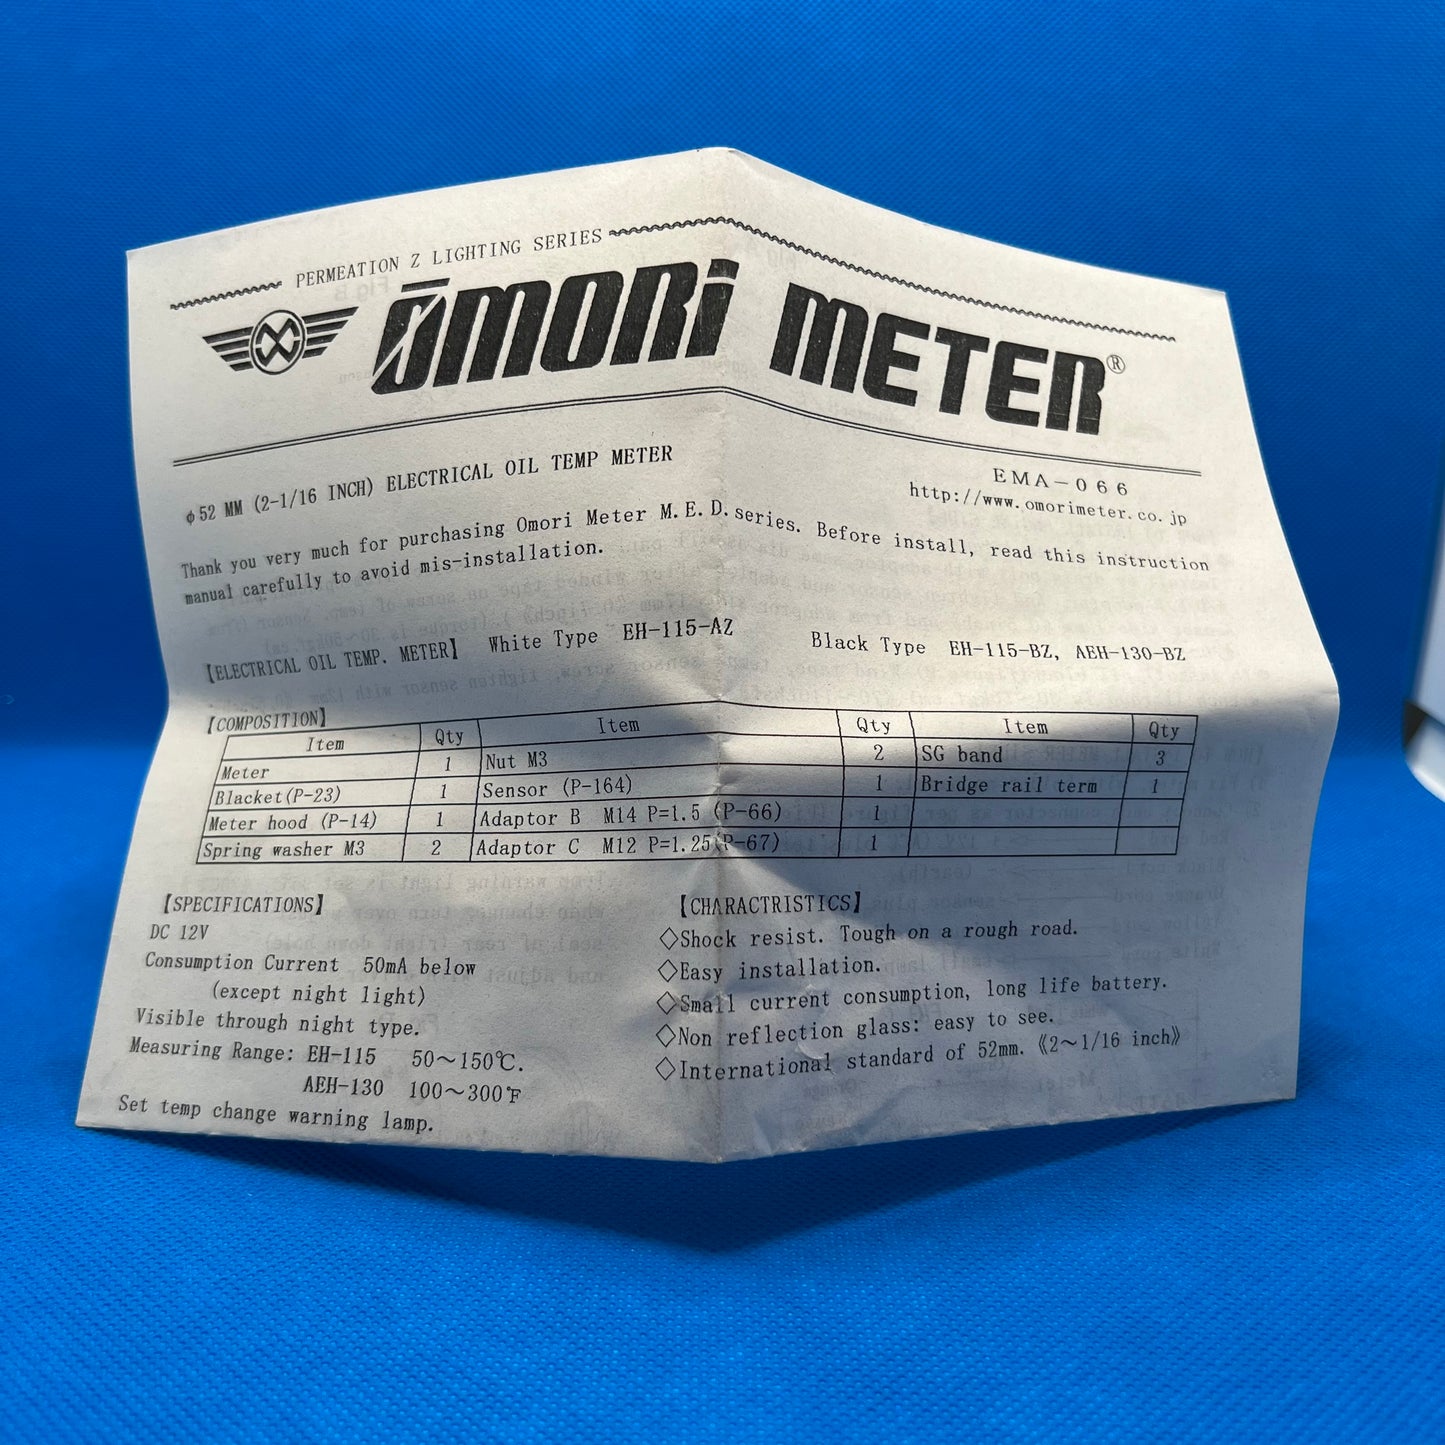 PERMEATION Z LIGHTING SERIES
ŌMORI METER®
EMA-066
http://www.omorimeter.co.jp
φ52 MM (2-1/16 INCH) ELECTRICAL OIL TEMP METER
Thank you very much for purchasing Omori Meter M.E.D.series. Before install, read this instruction
manual carefully to avoid mis-installation.
【ELECTRICAL OIL TEMP. METER】 White Type EH-115-AZ Black Type EH-115-BZ, AEH-130-BZ
【COMPOSITION】
Item Qty Item Qty Item Qty
Meter 1 Nut M3 2 SG band 3
Blacket(P-23) 1 Sensor (P-164) 1 Bridge rail term 1
Meter hood (P-14) 1 Adaptor B M14 P=1.5 (P-66) 1
Spring washer M3 2 Adaptor C M12 P=1.25(P-67) 1
【SPECIFICATIONS】
DC 12V
Consumption Current 50mA below
(except night light)
Visible through night type.
Measuring Range: EH-115 50～150℃.
AEH-130 100～300℉
Set temp change warning lamp.
【CHARACTRISTICS】
◇Shock resist. Tough on a rough road.
◇Easy installation.
◇Small current consumption, long life battery.
◇Non reflection glass: easy to see.
◇International standard of 52mm.《2～1/16 inch》